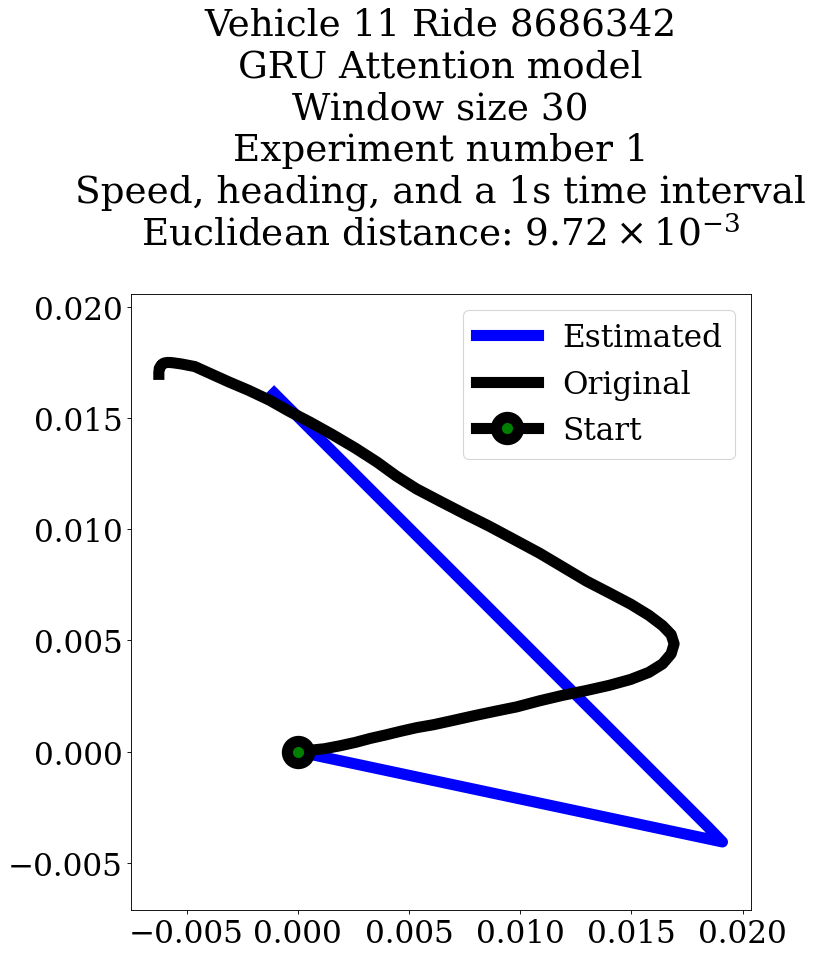 Vehicle 11 Ride 8686342
GRU Attention model
Window size 30
Experiment number 1
Speed, heading, and a 1s time interval
Euclidean distance: 9.72 × 10⁻³
0.020
0.015
0.010
0.005
0.000
−0.005
Estimated
Original
Start
−0.005 0.000 0.005 0.010 0.015 0.020